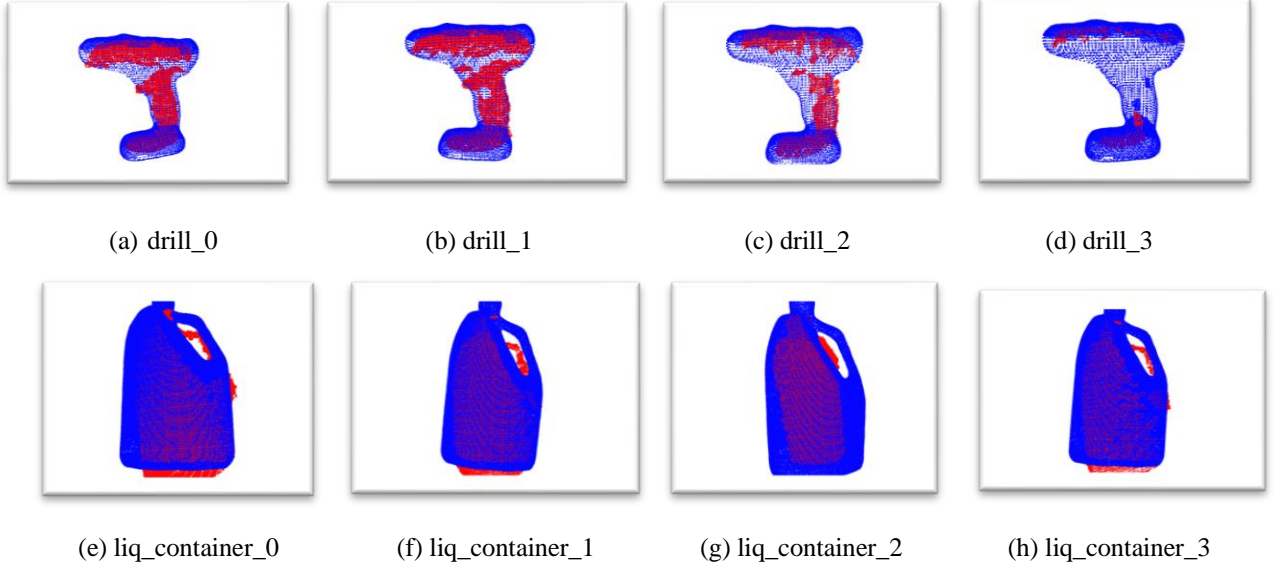 (a) drill_0 (b) drill_1 (c) drill_2 (d) drill_3
(e) liq_container_0 (f) liq_container_1 (g) liq_container_2 (h) liq_container_3